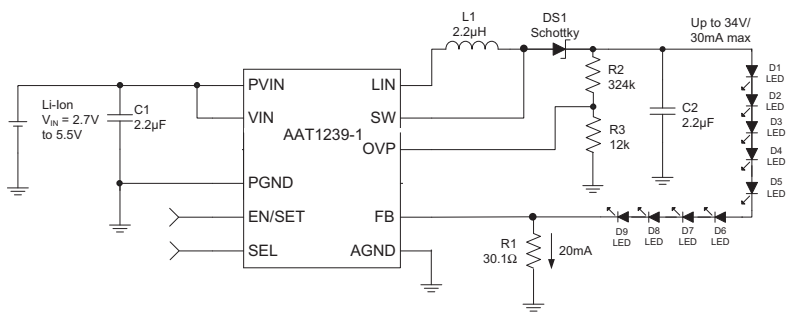 L1
2.2µH
DS1
Schottky
Up to 34V/
30mA max
Li-Ion
VIN = 2.7V
to 5.5V
C1
2.2µF
PVIN
VIN
PGND
EN/SET
SEL
AAT1239-1
LIN
SW
OVP
FB
AGND
R2
324k
R3
12k
C2
2.2µF
D1
LED
D2
LED
D3
LED
D4
LED
D5
LED
D9
LED
D8
LED
D7
LED
D6
LED
R1
30.1Ω
20mA